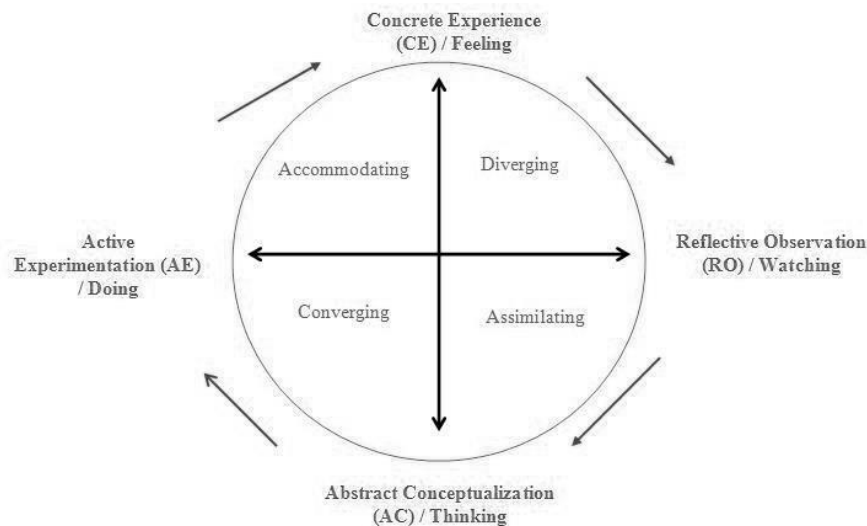 Concrete Experience
(CE) / Feeling
Accommodating
Diverging
Active
Experimentation (AE)
/ Doing
Reflective Observation
(RO) / Watching
Converging
Assimilating
Abstract Conceptualization
(AC) / Thinking